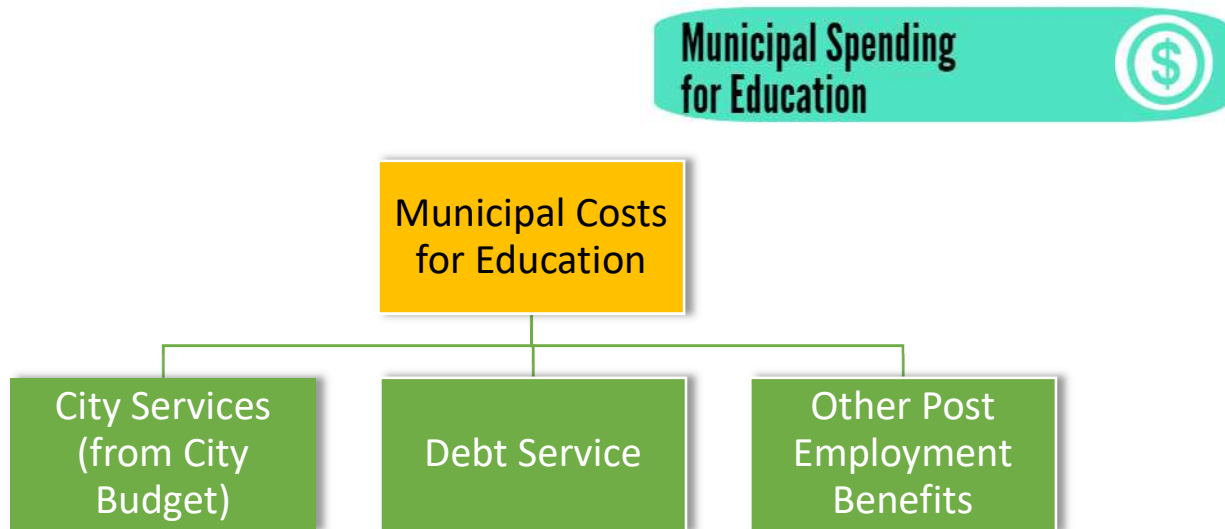 Municipal Spending
for Education
$
Municipal Costs
for Education
City Services
(from City
Budget)
Debt Service
Other Post
Employment
Benefits